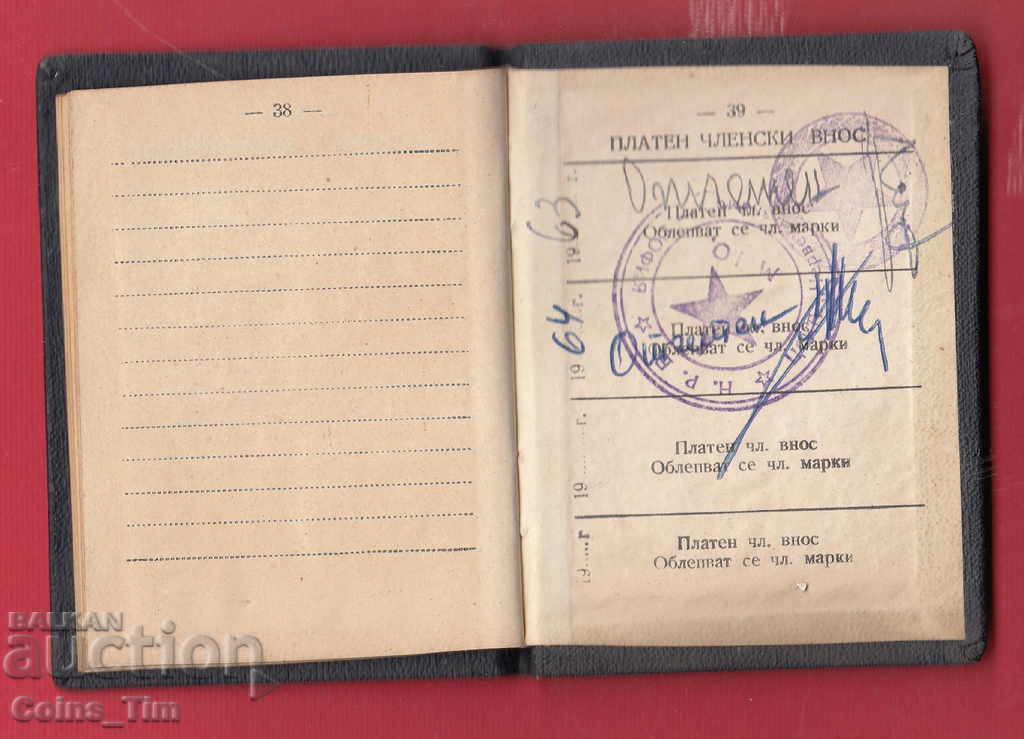 — 38 —
— 39 —
ПЛАТЕН ЧЛЕНСКИ ВНОС
1963 г.
Платен чл. внос
Облепват се чл. марки
1964 г.
Платен чл. внос
Облепват се чл. марки
19 г.
Платен чл. внос
Облепват се чл. марки
19 г
Платен чл. внос
Облепват се чл. марки
Н. Р.
СОФИЯ
BALKAN
auction
Coins_Tim